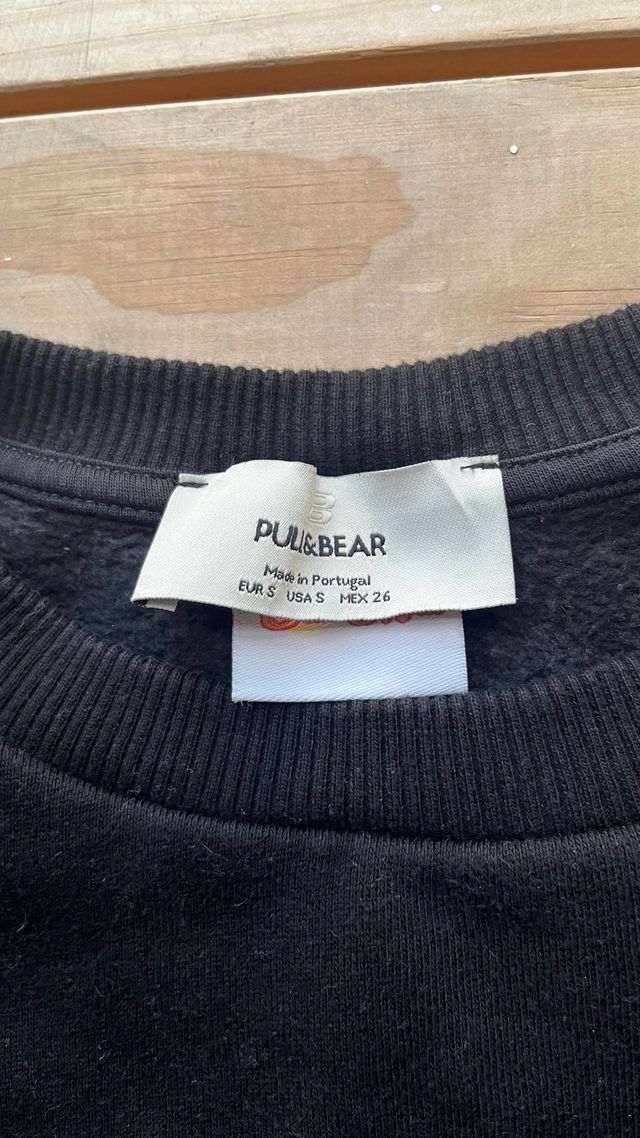 PULL&BEAR
Made in Portugal
EUR S USA S MEX 26